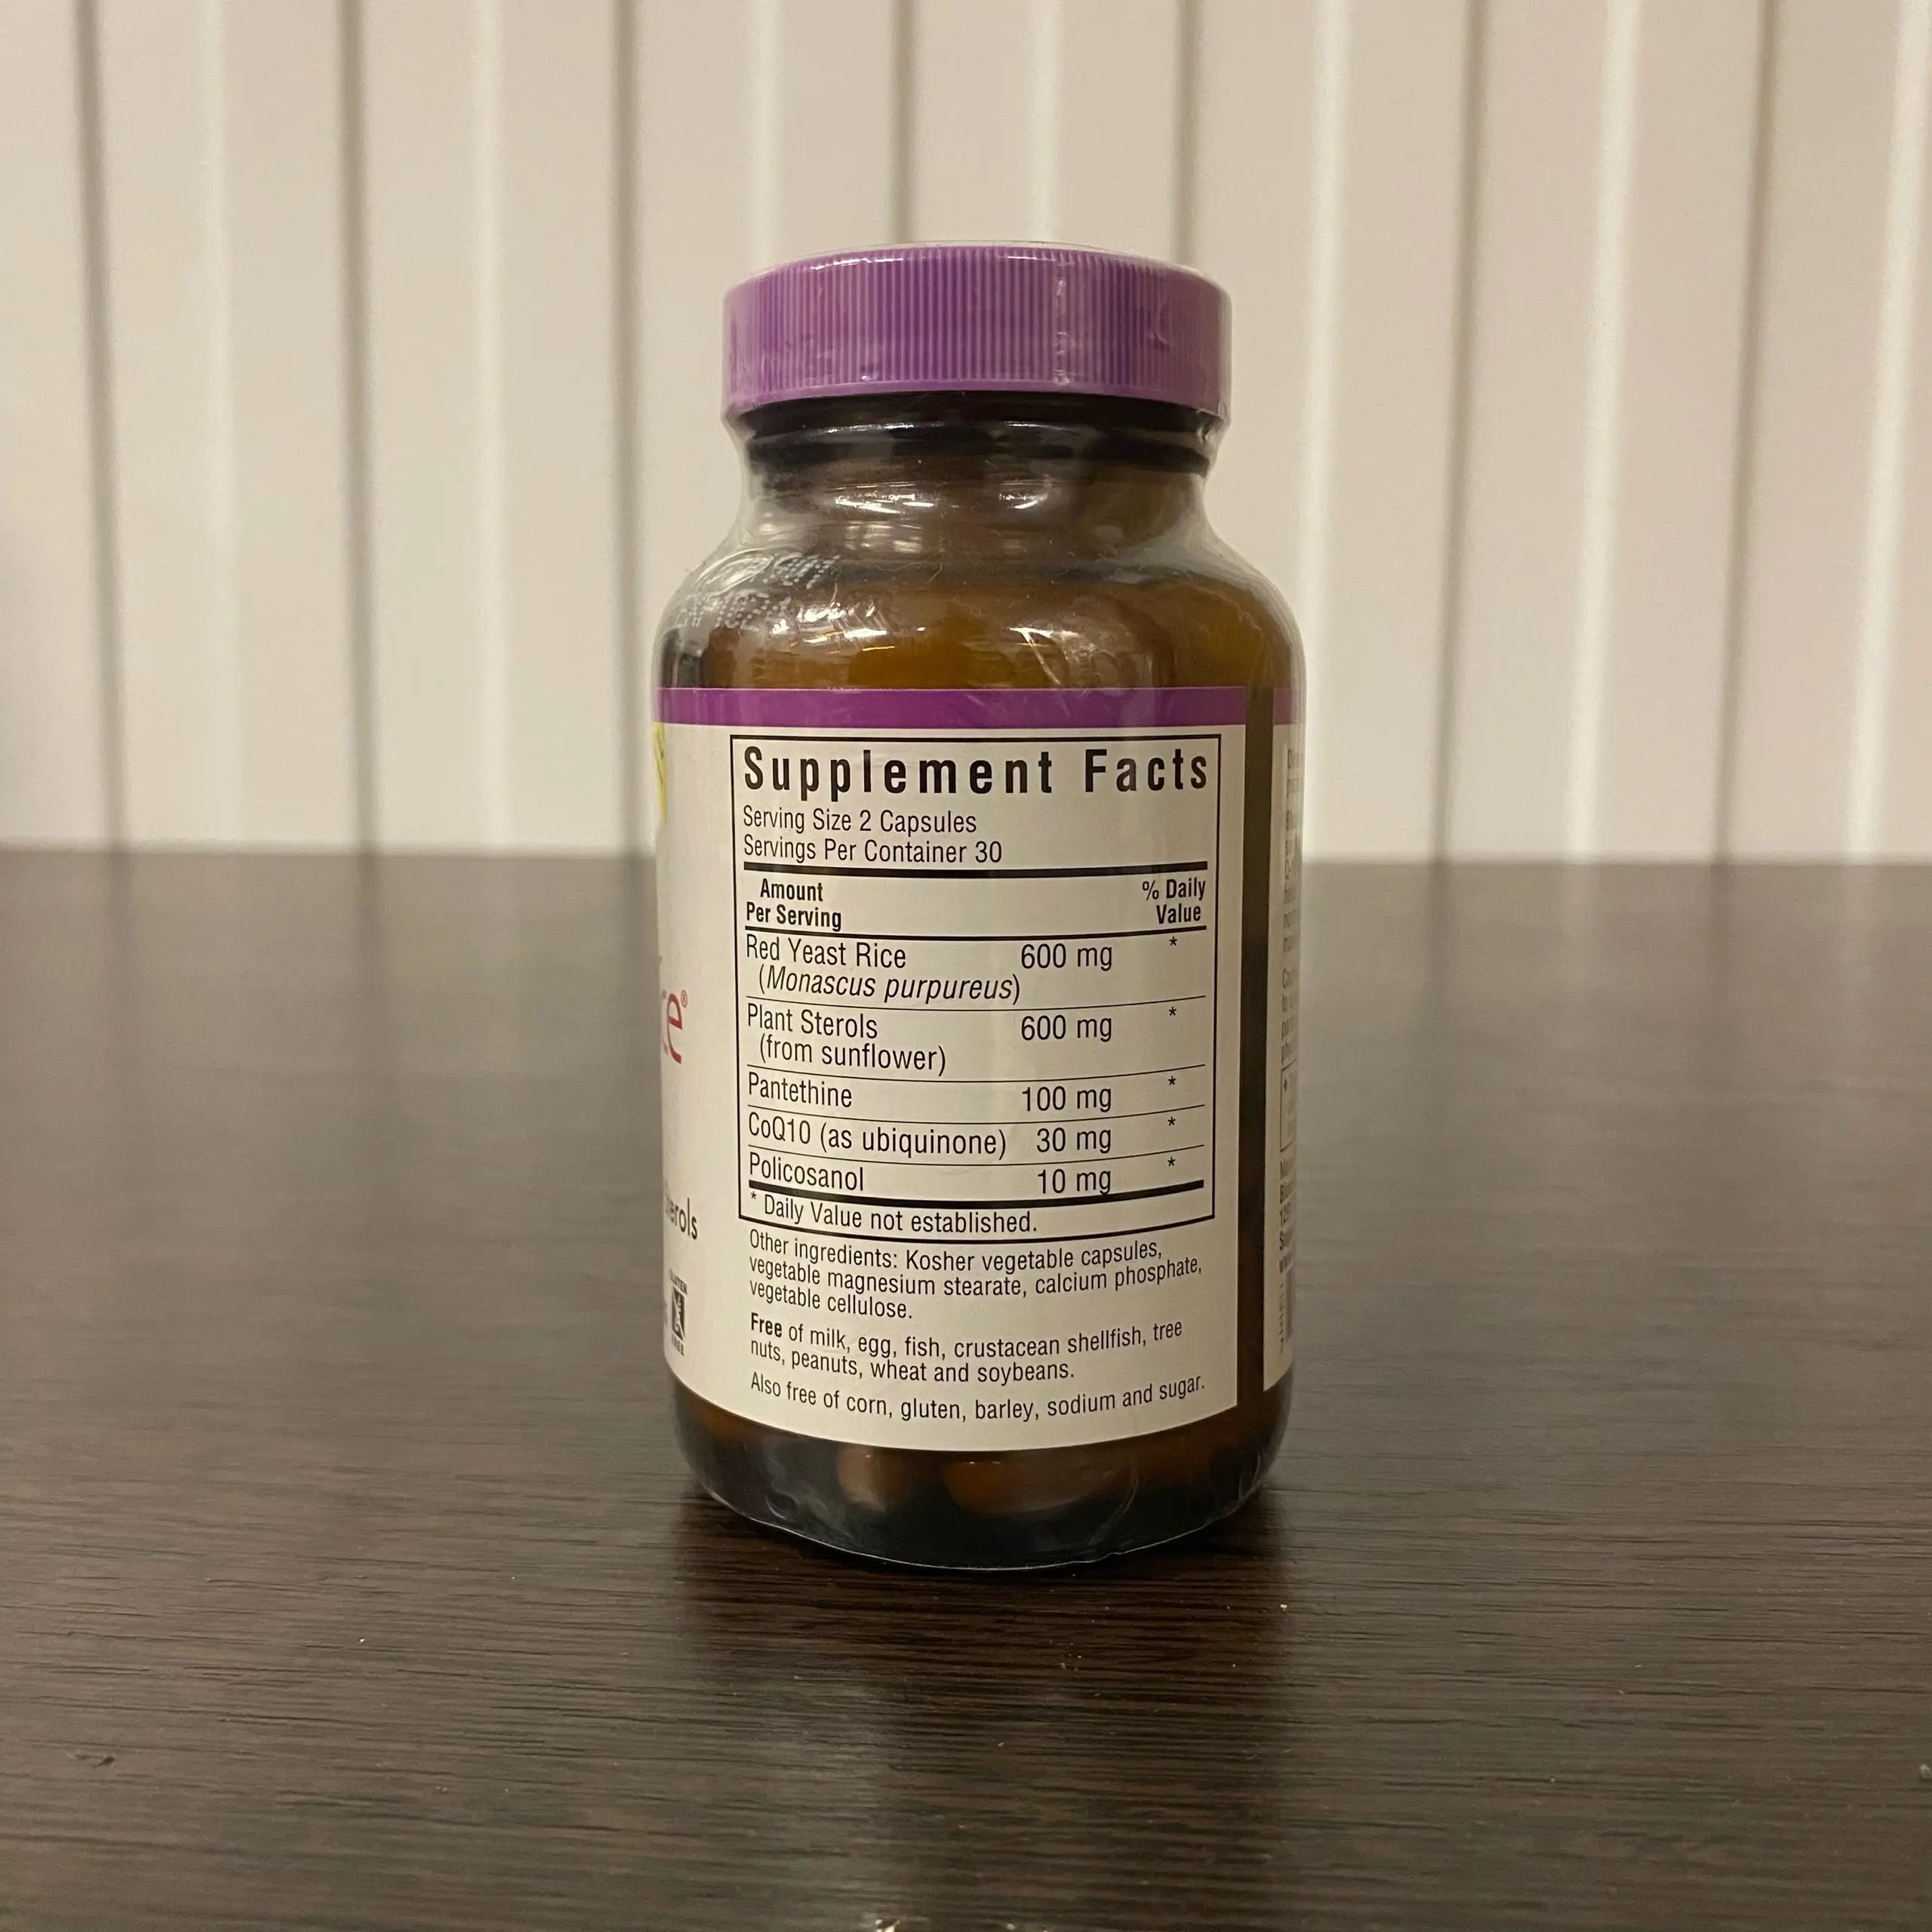 Supplement Facts
Serving Size 2 Capsules
Servings Per Container 30
Amount Per Serving
% Daily Value
Red Yeast Rice 600 mg *
(Monascus purpureus)
Plant Sterols 600 mg *
(from sunflower)
Pantethine 100 mg *
CoQ10 (as ubiquinone) 30 mg *
Policosanol 10 mg *
* Daily Value not established.
Other ingredients: Kosher vegetable capsules,
vegetable magnesium stearate, calcium phosphate,
vegetable cellulose.
Free of milk, egg, fish, crustacean shellfish, tree
nuts, peanuts, wheat and soybeans.
Also free of corn, gluten, barley, sodium and sugar.